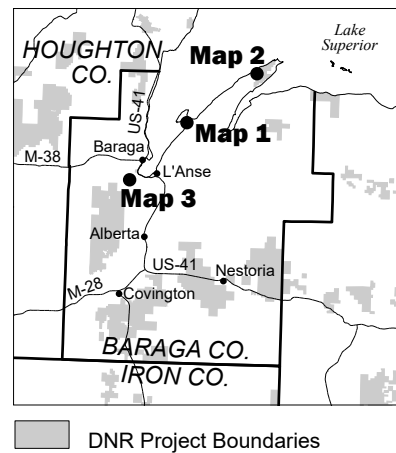 Lake
Superior
HOUGHTON
CO.
Map 2
US-41
Map 1
Baraga
M-38
L'Anse
Map 3
Alberta
US-41
Nestoria
M-28
Covington
BARAGA CO.
IRON CO.
DNR Project Boundaries